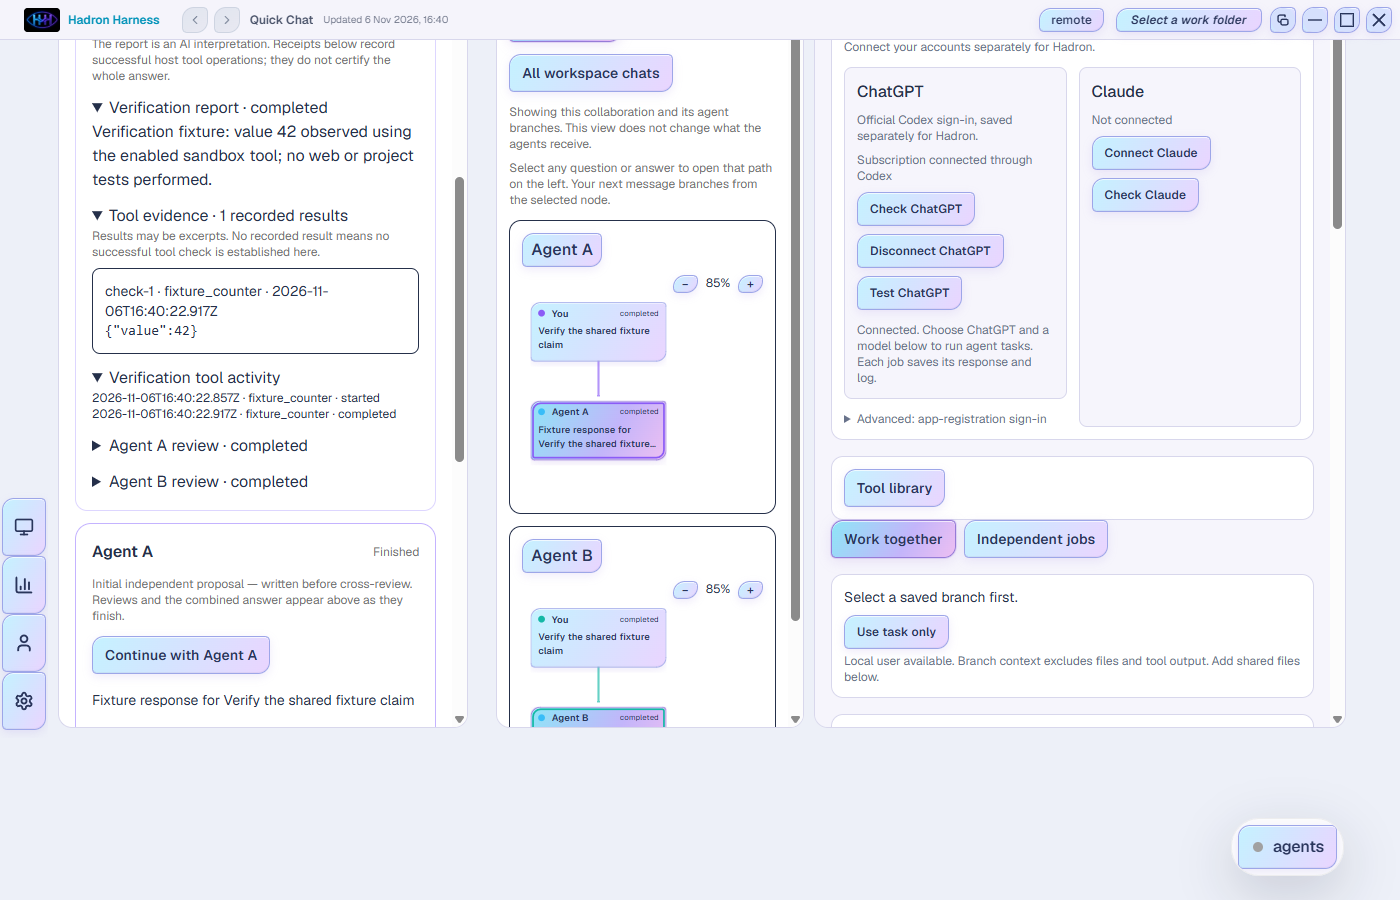 Hadron Harness
Quick Chat
Updated 6 Nov 2026, 16:40
remote
Select a work folder
The report is an AI interpretation. Receipts below record
successful host tool operations; they do not certify the
whole answer.
Verification report · completed
Verification fixture: value 42 observed using
the enabled sandbox tool; no web or project
tests performed.
Tool evidence · 1 recorded results
Results may be excerpts. No recorded result means no
successful tool check is established here.
check-1 · fixture_counter · 2026-11-
06T16:40:22.917Z
{"value":42}
Verification tool activity
2026-11-06T16:40:22.857Z · fixture_counter · started
2026-11-06T16:40:22.917Z · fixture_counter · completed
Agent A review · completed
Agent B review · completed
Agent A
Finished
Initial independent proposal — written before cross-review.
Reviews and the combined answer appear above as they
finish.
Continue with Agent A
Fixture response for Verify the shared fixture claim
All workspace chats
Showing this collaboration and its agent
branches. This view does not change what the
agents receive.
Select any question or answer to open that path
on the left. Your next message branches from
the selected node.
Agent A
− 85% +
You completed
Verify the shared fixture
claim
Agent A completed
Fixture response for
Verify the shared fixture…
Agent B
− 85% +
You completed
Verify the shared fixture
claim
Agent B completed
Connect your accounts separately for Hadron.
ChatGPT
Official Codex sign-in, saved
separately for Hadron.
Subscription connected through
Codex
Check ChatGPT
Disconnect ChatGPT
Test ChatGPT
Connected. Choose ChatGPT and a
model below to run agent tasks.
Each job saves its response and
log.
Advanced: app-registration sign-in
Claude
Not connected
Connect Claude
Check Claude
Tool library
Work together
Independent jobs
Select a saved branch first.
Use task only
Local user available. Branch context excludes files and tool output. Add shared files
below.
agents